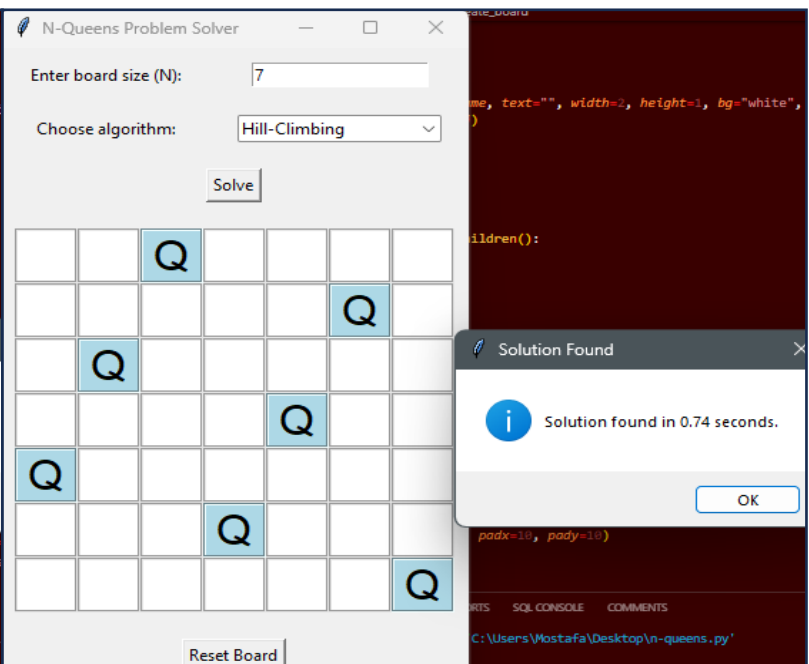 N-Queens Problem Solver
Enter board size (N):
7
Choose algorithm:
Hill-Climbing
Solve
Q
Q
Q
Q
Q
Q
Q
Reset Board
me, text="", width=2, height=1, bg="white",
)
ildren():
Solution Found
Solution found in 0.74 seconds.
OK
padx=10, pady=10)
SQL CONSOLE
COMMENTS
C:\Users\Mostafa\Desktop\n-queens.py'